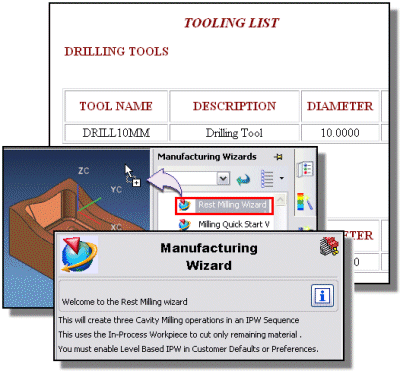 TOOLING LIST
DRILLING TOOLS
TOOL NAME DESCRIPTION DIAMETER
DRILL10MM Drilling Tool 10.0000
Manufacturing Wizards
ZC
YC
XC
Rest Milling Wizard
Milling Quick Start
Manufacturing
Wizard
Welcome to the Rest Milling wizard
This will create three Cavity Milling operations in an IPW Sequence
This uses the In-Process Workpiece to cut only remaining material .
You must enable Level Based IPW in Customer Defaults or Preferences.